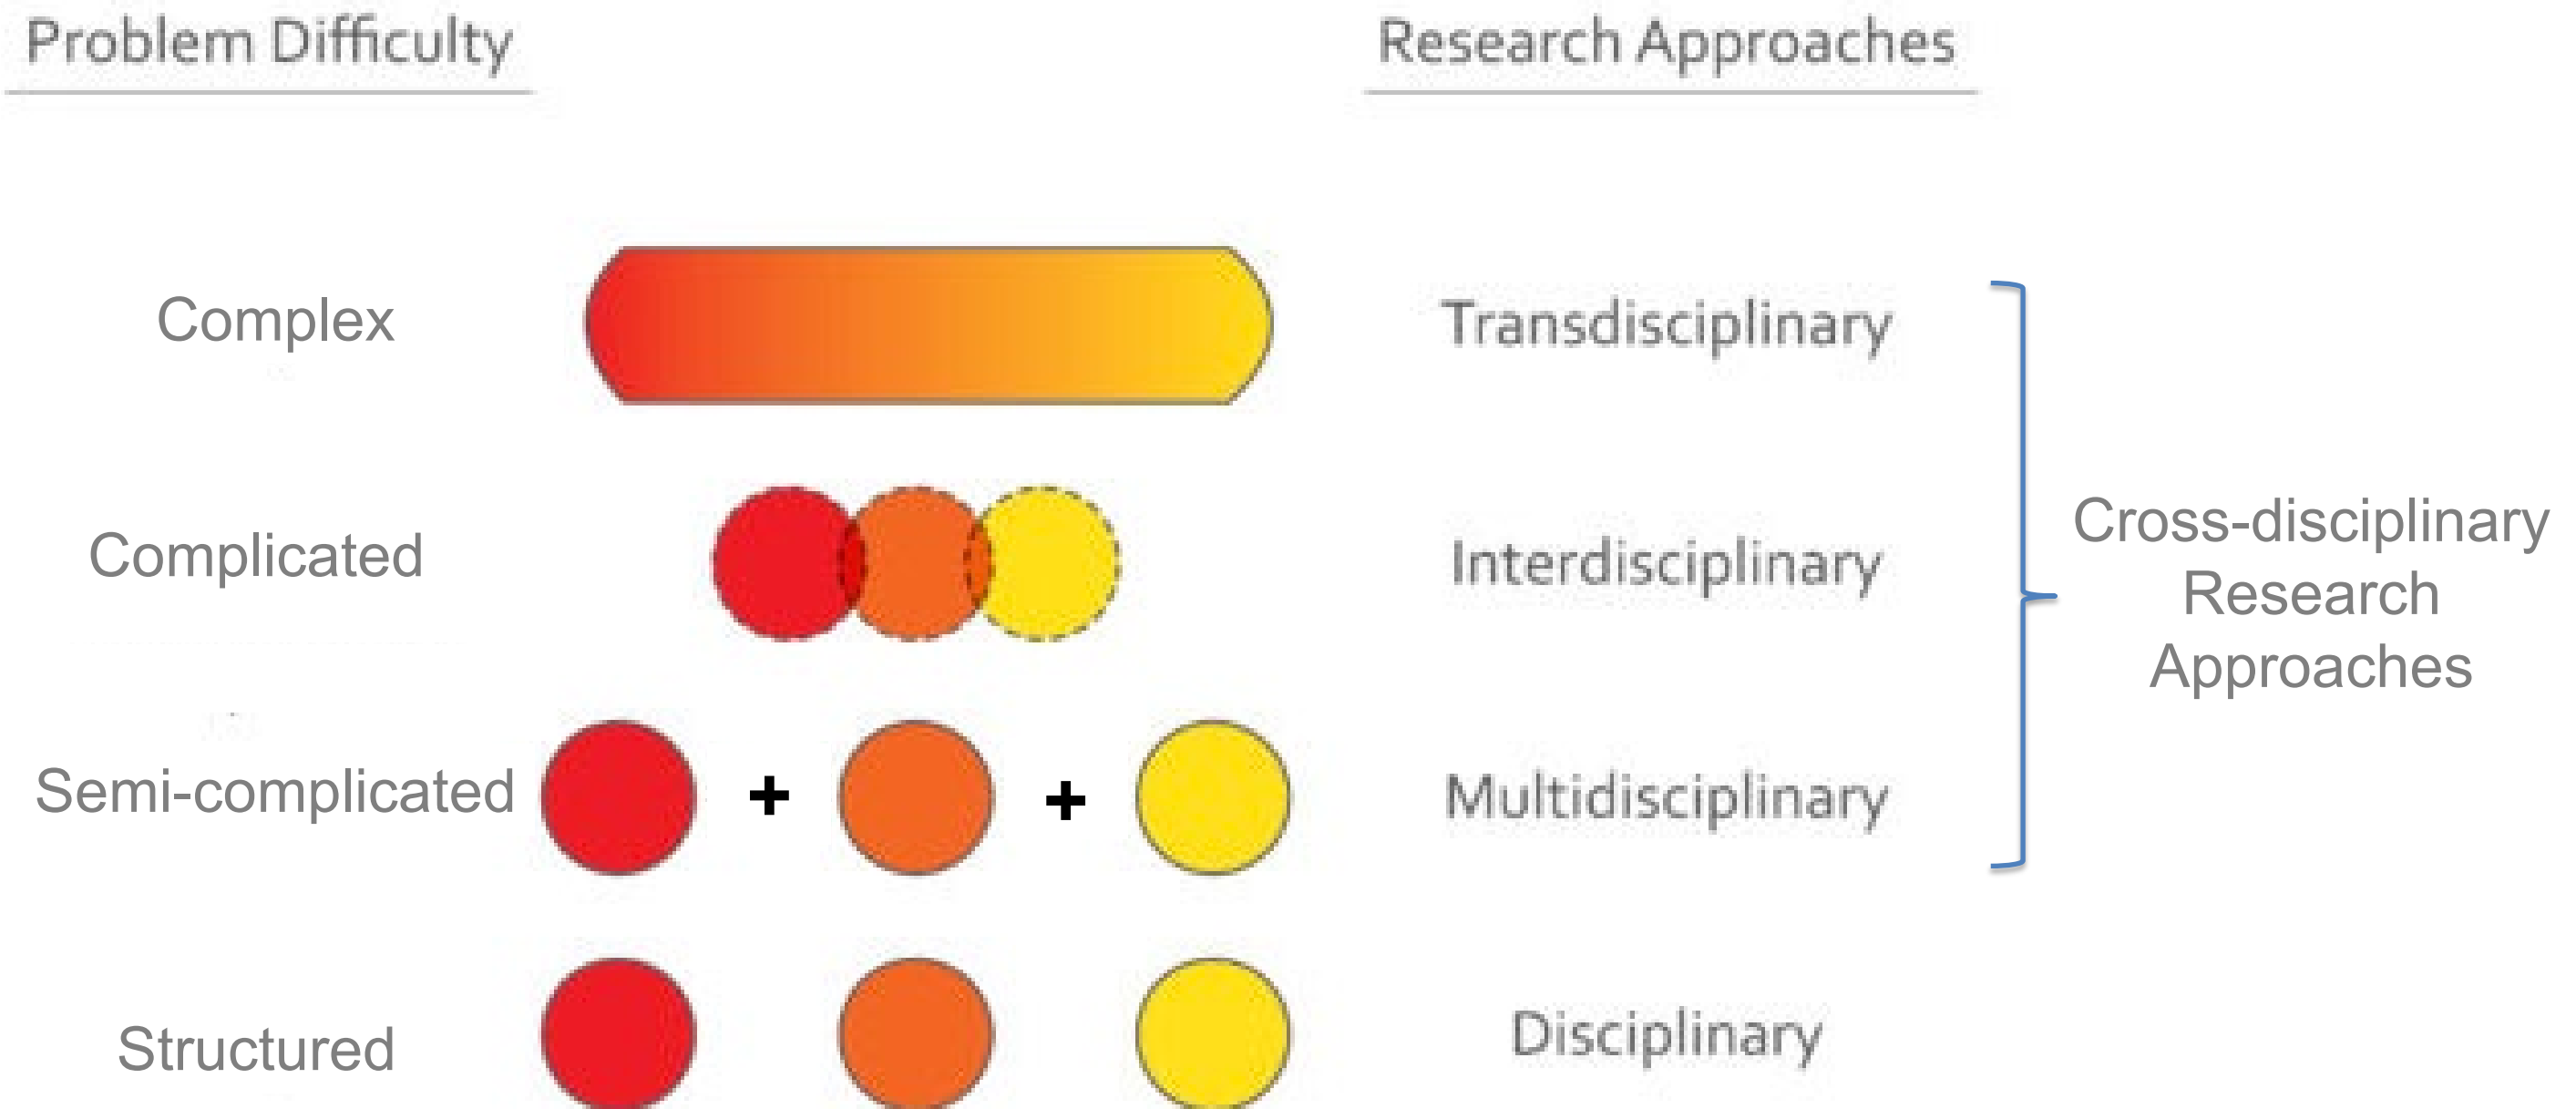 Problem Difficulty
Research Approaches
Complex
Transdisciplinary
Complicated
Interdisciplinary
Cross-disciplinary
Research
Approaches
Semi-complicated
+
+
Multidisciplinary
Structured
Disciplinary